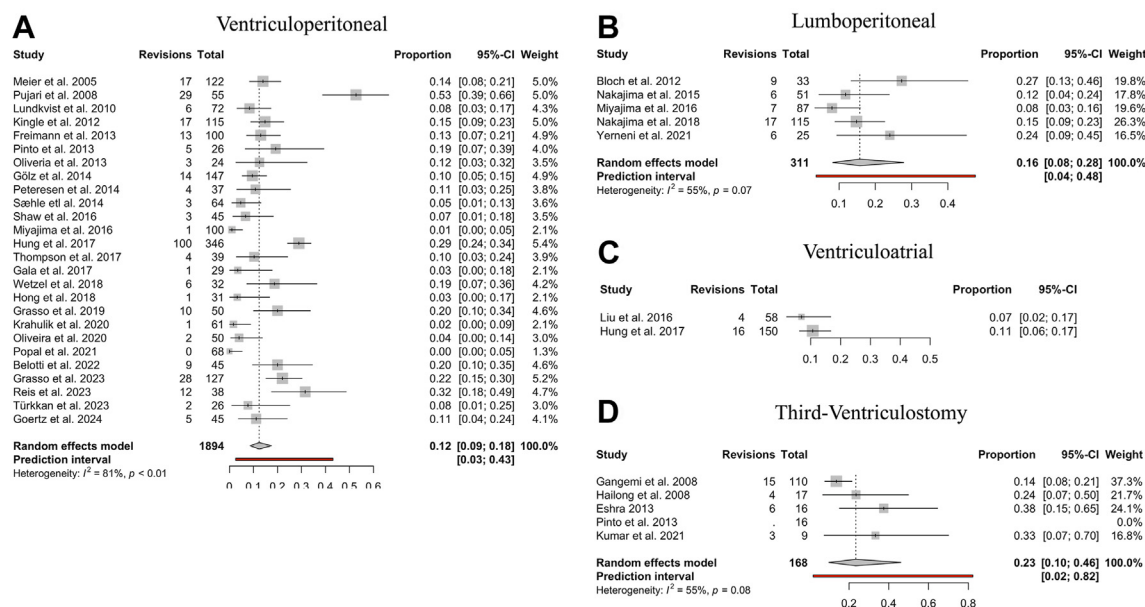 A Ventriculoperitoneal
Study Revisions Total Proportion 95%-CI Weight
Meier et al. 2005 17 122 0.14 [0.08; 0.21] 5.0%
Pujari et al. 2008 29 55 0.53 [0.39; 0.66] 5.0%
Lundkvist et al. 2010 6 72 0.08 [0.03; 0.17] 4.2%
Kingle et al. 2012 17 115 0.15 [0.09; 0.23] 5.0%
Freimann et al. 2013 13 100 0.13 [0.07; 0.21] 4.8%
Pinto et al. 2013 5 26 0.19 [0.07; 0.39] 4.0%
Oliveria et al. 2013 3 24 0.12 [0.03; 0.32] 3.4%
Gölz et al. 2014 14 147 0.10 [0.05; 0.15] 4.9%
Peteresen et al. 2014 4 37 0.11 [0.03; 0.25] 3.8%
Sæhle et al. 2014 3 64 0.05 [0.01; 0.13] 3.6%
Shaw et al. 2016 3 45 0.07 [0.01; 0.18] 3.5%
Miyajima et al. 2016 1 100 0.01 [0.00; 0.05] 2.2%
Hung et al. 2017 100 346 0.29 [0.24; 0.34] 5.4%
Thompson et al. 2017 4 39 0.10 [0.03; 0.24] 3.9%
Gala et al. 2017 1 29 0.03 [0.00; 0.18] 2.1%
Wetzel et al. 2018 6 32 0.19 [0.07; 0.36] 4.2%
Hong et al. 2018 1 31 0.03 [0.00; 0.17] 2.1%
Grasso et al. 2019 10 50 0.20 [0.10; 0.34] 4.6%
Krahulik et al. 2020 1 61 0.02 [0.00; 0.09] 2.1%
Oliveira et al. 2020 2 50 0.04 [0.00; 0.14] 3.0%
Popal et al. 2021 0 68 0.00 [0.00; 0.05] 1.3%
Belotti et al. 2022 9 45 0.20 [0.10; 0.35] 4.6%
Grasso et al. 2023 28 127 0.22 [0.15; 0.30] 5.2%
Reis et al. 2023 12 38 0.32 [0.18; 0.49] 4.7%
Türkkan et al. 2023 2 26 0.08 [0.01; 0.25] 3.0%
Goertz et al. 2024 5 45 0.11 [0.04; 0.24] 4.1%
Random effects model 1894 0.12 [0.09; 0.18] 100.0%
Prediction interval [0.03; 0.43]
Heterogeneity: I² = 81%, p < 0.01
0 0.1 0.2 0.3 0.4 0.5 0.6
B Lumboperitoneal
Study Revisions Total Proportion 95%-CI Weight
Bloch et al. 2012 9 33 0.27 [0.13; 0.46] 19.8%
Nakajima et al. 2015 6 51 0.12 [0.04; 0.24] 17.8%
Miyajima et al. 2016 7 87 0.08 [0.03; 0.16] 19.7%
Nakajima et al. 2018 17 115 0.15 [0.09; 0.23] 26.3%
Yerneni et al. 2021 6 25 0.24 [0.09; 0.45] 16.5%
Random effects model 311 0.16 [0.08; 0.28] 100.0%
Prediction interval [0.04; 0.48]
Heterogeneity: I² = 55%, p = 0.07
0.1 0.2 0.3 0.4
C Ventriculoatrial
Study Revisions Total Proportion 95%-CI
Liu et al. 2016 4 58 0.07 [0.02; 0.17]
Hung et al. 2017 16 150 0.11 [0.06; 0.17]
0.1 0.2 0.3 0.4 0.5
D Third-Ventriculostomy
Study Revisions Total Proportion 95%-CI Weight
Gangemi et al. 2008 15 110 0.14 [0.08; 0.21] 37.3%
Hailong et al. 2008 4 17 0.24 [0.07; 0.50] 21.7%
Eshra 2013 6 16 0.38 [0.15; 0.65] 24.1%
Pinto et al. 2013 . 16 0.0%
Kumar et al. 2021 3 9 0.33 [0.07; 0.70] 16.8%
Random effects model 168 0.23 [0.10; 0.46] 100.0%
Prediction interval [0.02; 0.82]
Heterogeneity: I² = 55%, p = 0.08
0.2 0.4 0.6 0.8